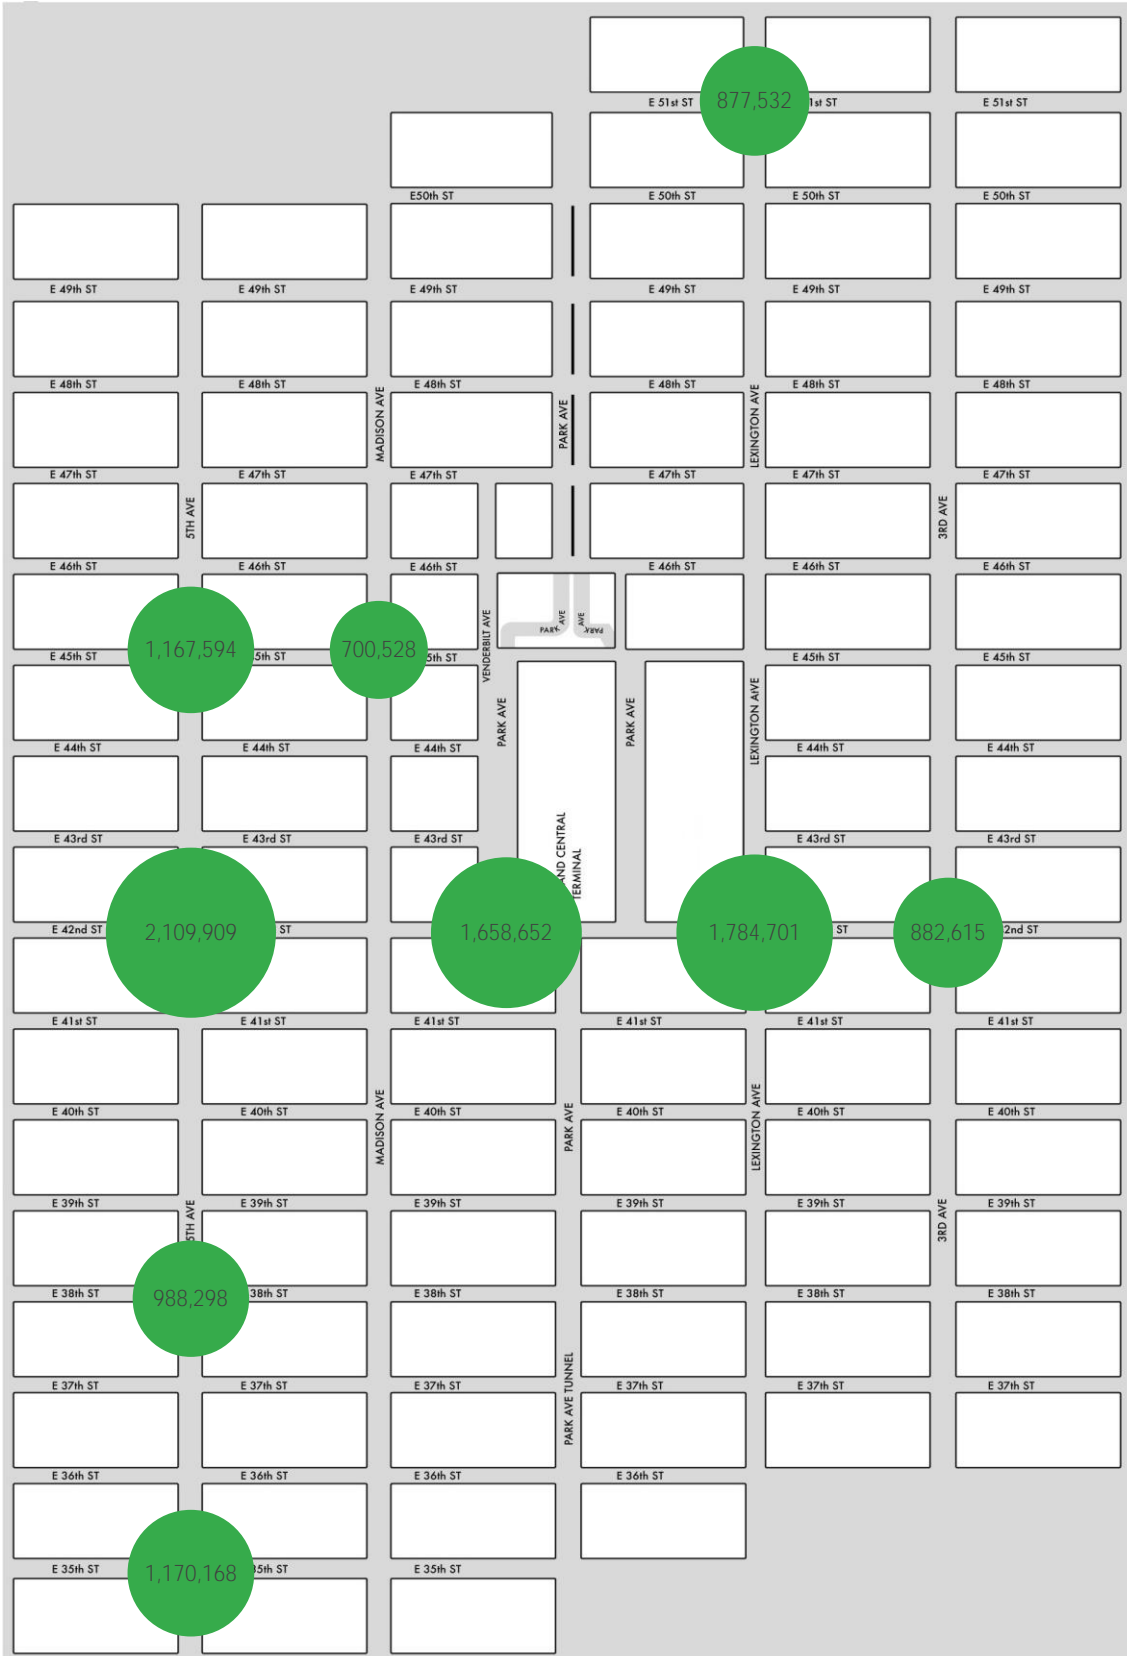 E 51st ST
877,532
1st ST
E 51st ST
E50th ST
E 50th ST
E 50th ST
E 50th ST
E 49th ST
E 49th ST
E 49th ST
E 49th ST
E 49th ST
E 49th ST
E 48th ST
E 48th ST
E 48th ST
E 48th ST
E 48th ST
E 48th ST
MADISON AVE
PARK AVE
LEXINGTON AVE
E 47th ST
E 47th ST
E 47th ST
E 47th ST
E 47th ST
E 47th ST
5TH AVE
3RD AVE
E 46th ST
E 46th ST
E 46th ST
E 46th ST
E 46th ST
E 46th ST
VENDERBILT AVE
PARK AVE
AVE PARK
1,167,594
700,528
E 45th ST
5th ST
5th ST
E 45th ST
E 45th ST
PARK AVE
PARK AVE
LEXINGTON AIVE
E 44th ST
E 44th ST
E 44th ST
E 44th ST
E 44th ST
E 43rd ST
E 43rd ST
E 43rd ST
E 43rd ST
E 43rd ST
AND CENTRAL
TERMINAL
E 42nd ST
2,109,909
ST
1,658,652
1,784,701
ST
882,615
2nd ST
E 41st ST
E 41st ST
E 41st ST
E 41st ST
E 41st ST
E 41st ST
E 40th ST
E 40th ST
E 40th ST
E 40th ST
E 40th ST
E 40th ST
MADISON AVE
PARK AVE
LEXINGTON AIVE
E 39th ST
E 39th ST
E 39th ST
E 39th ST
E 39th ST
E 39th ST
5TH AVE
3RD AVE
E 38th ST
988,298
38th ST
E 38th ST
E 38th ST
E 38th ST
E 38th ST
E 37th ST
E 37th ST
E 37th ST
E 37th ST
E 37th ST
E 37th ST
PARK AVE TUNNEL
E 36th ST
E 36th ST
E 36th ST
E 36th ST
E 35th ST
1,170,168
35th ST
E 35th ST